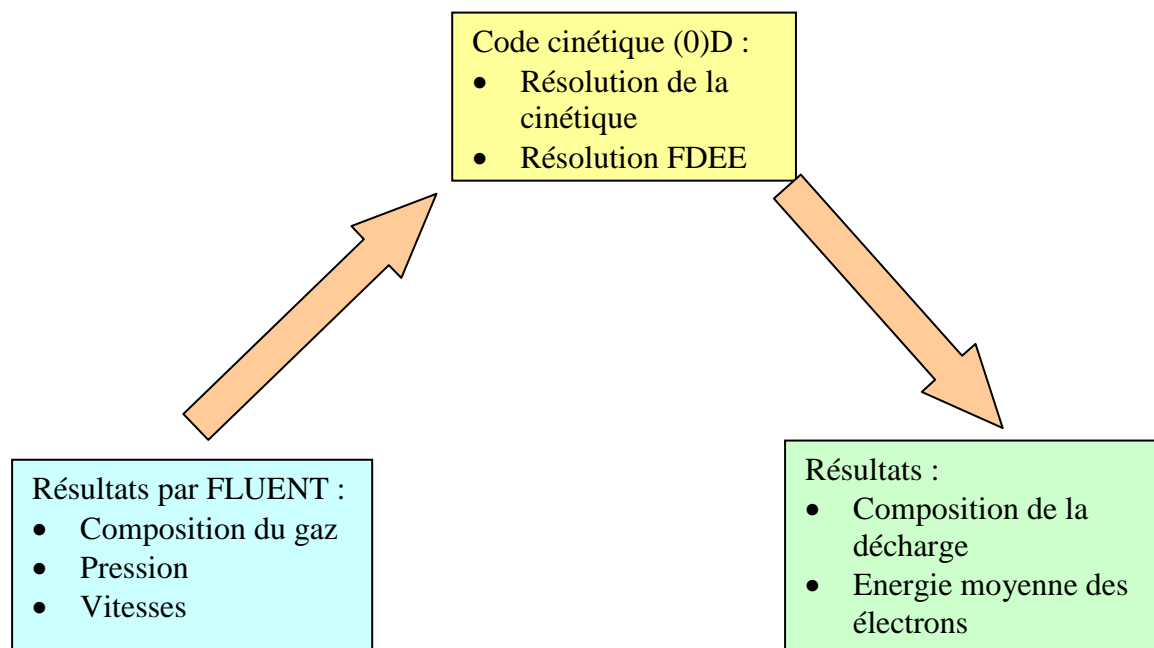 Code cinétique (0)D :
• Résolution de la
cinétique
• Résolution FDEE
Résultats par FLUENT :
• Composition du gaz
• Pression
• Vitesses
Résultats :
• Composition de la
décharge
• Energie moyenne des
électrons